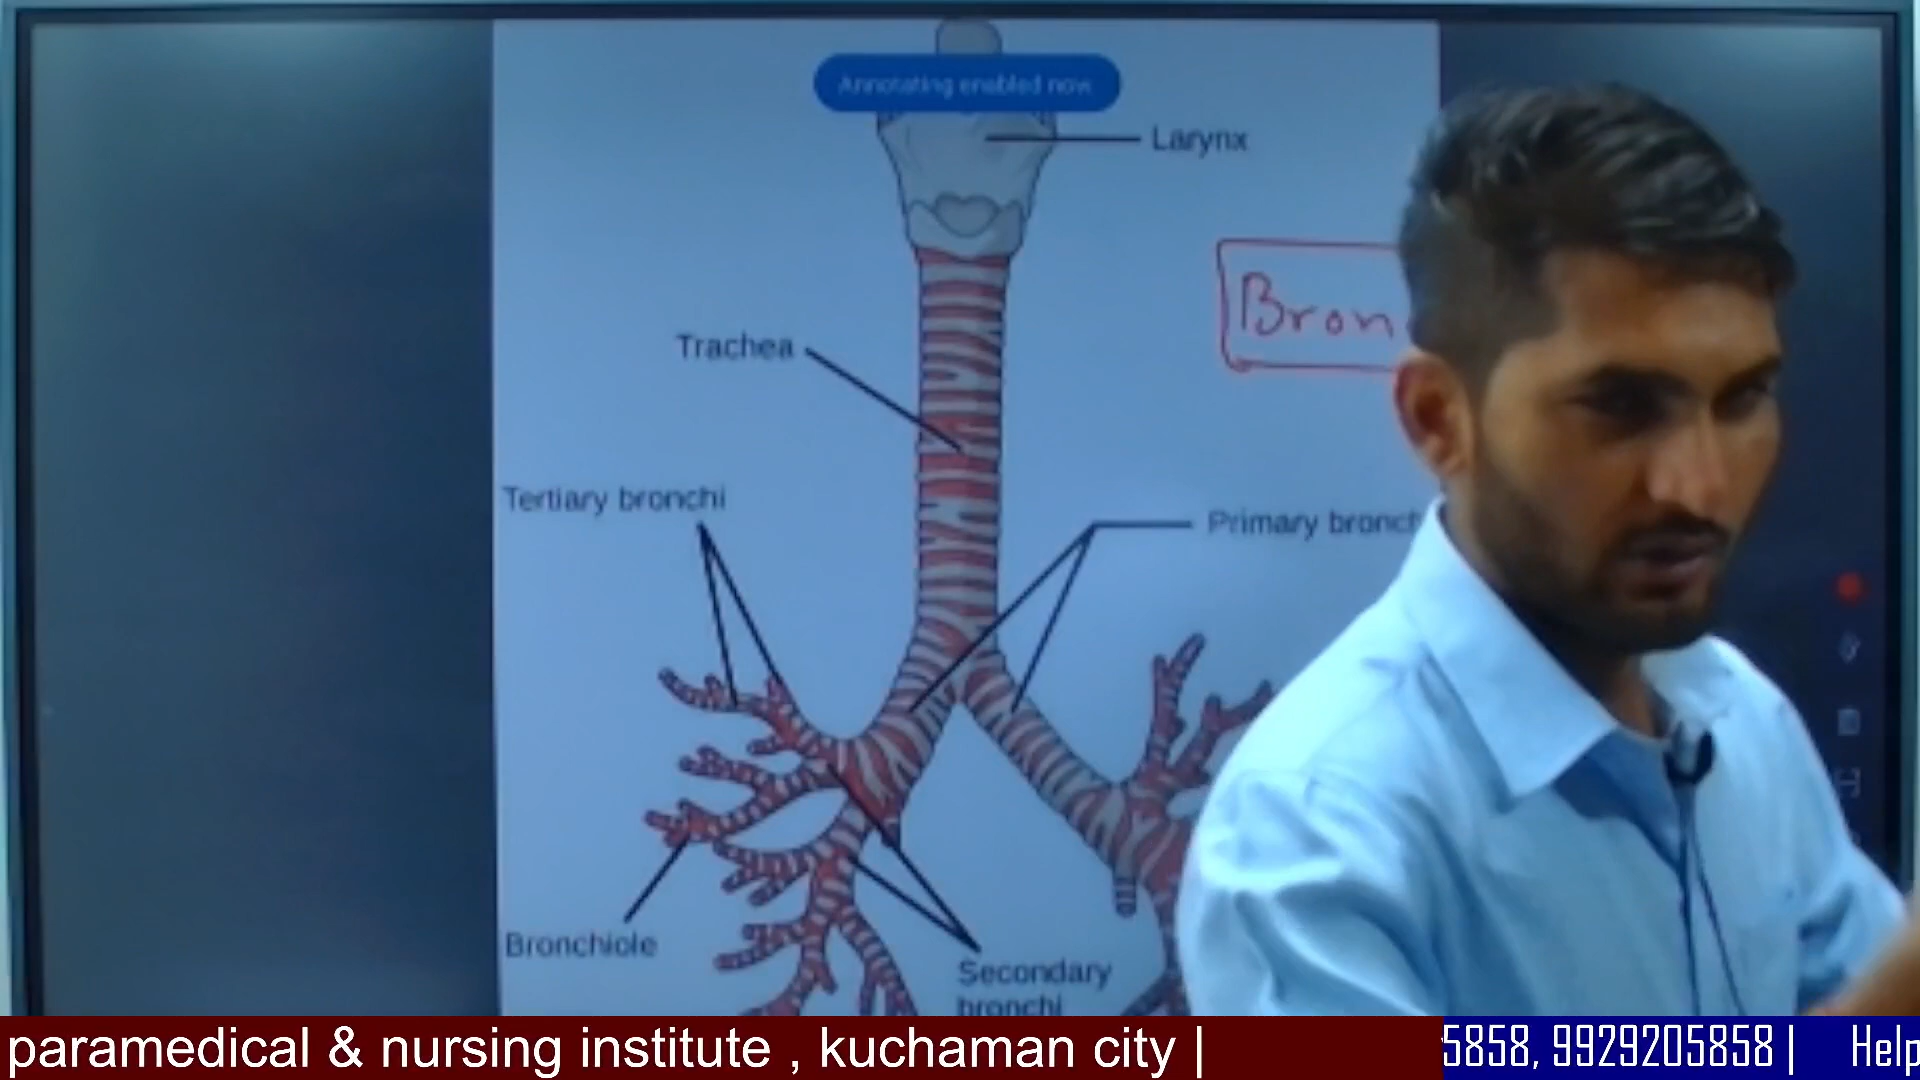 Annotating enabled now
Larynx
Bron
Trachea
Tertiary bronchi
Primary bronch
Bronchiole
Secondary
bronchi
paramedical & nursing institute , kuchaman city |
5858, 9929205858 | Help